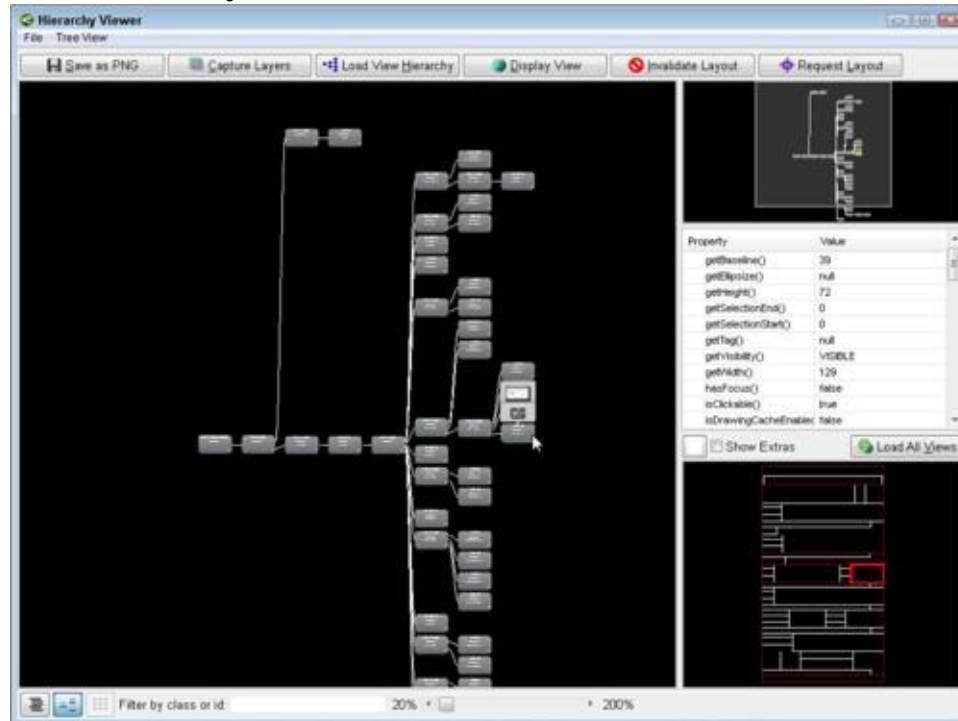 Hierarchy Viewer
File Tree View
Save as PNG Capture Layers Load View Hierarchy Display View Invalidate Layout Request Layout
Property Value
getBaseline() 39
getEllipsize() null
getHeight() 72
getSelectionEnd() 0
getSelectionStart() 0
getTag() null
getVisibility() VISIBLE
getWidth() 129
hasFocus() false
isClickable() true
isDrawingCacheEnabled false
Show Extras Load All Views
Filter by class or id: 20% 200%